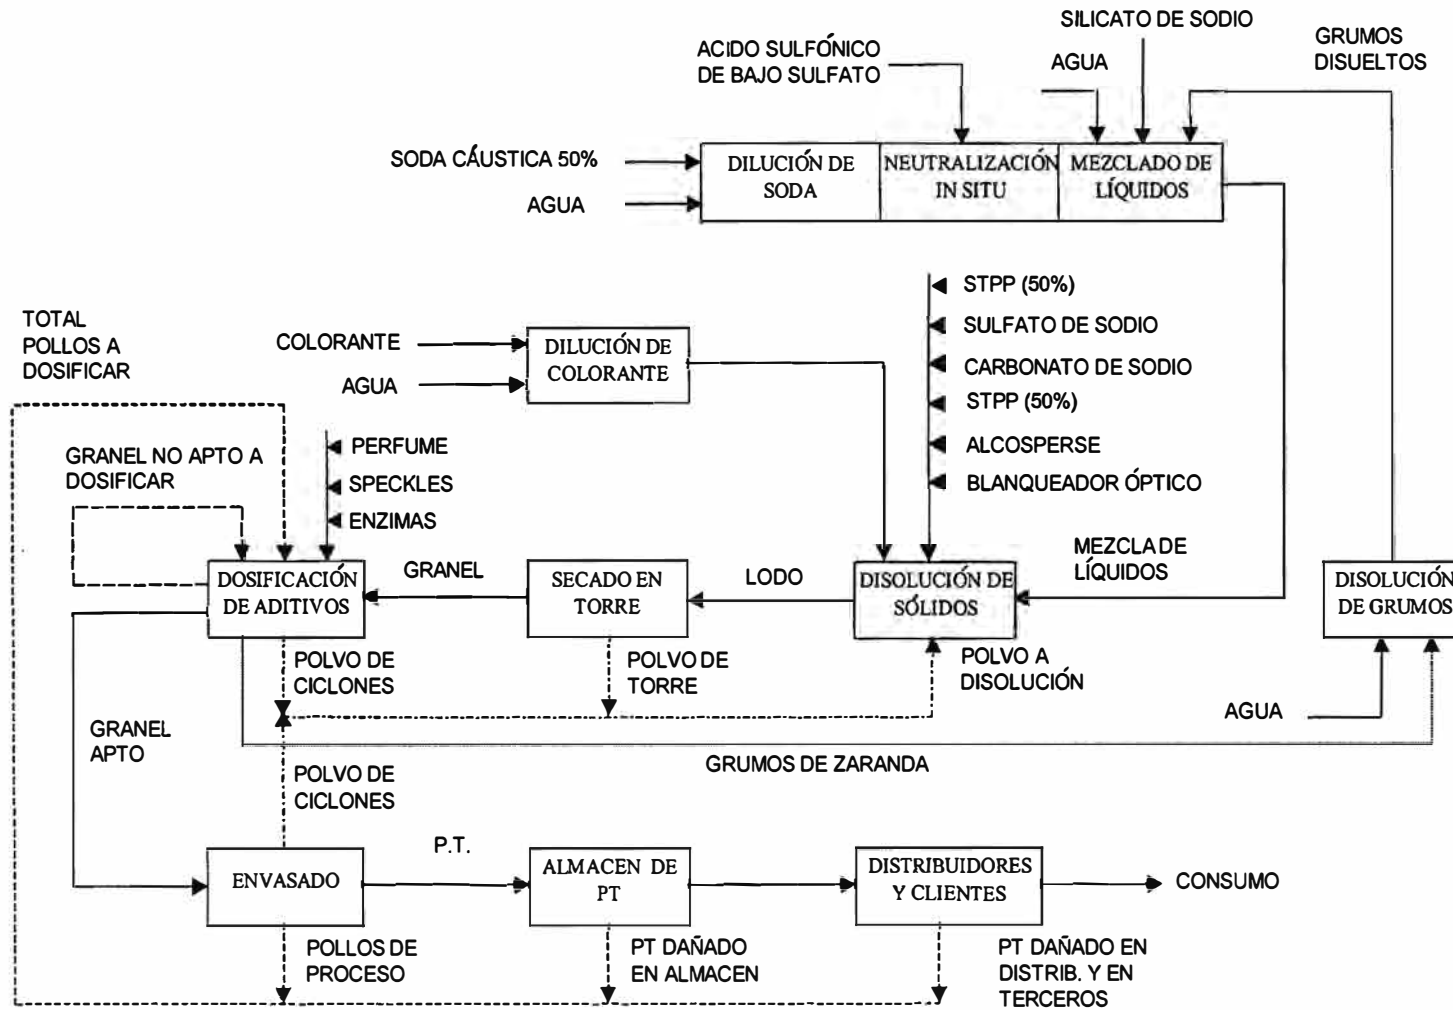 SILICATO DE SODIO
ACIDO SULFÓNICO
DE BAJO SULFATO
AGUA
GRUMOS
DISUELTOS
SODA CÁUSTICA 50%
AGUA
DILUCIÓN DE
SODA
NEUTRALIZACIÓN
IN SITU
MEZCLADO DE
LÍQUIDOS
STPP (50%)
SULFATO DE SODIO
CARBONATO DE SODIO
STPP (50%)
ALCOSPERSE
BLANQUEADOR ÓPTICO
TOTAL
POLLOS A
DOSIFICAR
COLORANTE
AGUA
DILUCIÓN DE
COLORANTE
GRANEL NO APTO A
DOSIFICAR
PERFUME
SPECKLES
ENZIMAS
DOSIFICACIÓN
DE ADITIVOS
GRANEL
SECADO EN
TORRE
LODO
DISOLUCIÓN DE
SÓLIDOS
MEZCLA DE
LÍQUIDOS
DISOLUCIÓN
DE GRUMOS
POLVO DE
CICLONES
POLVO DE
TORRE
POLVO A
DISOLUCIÓN
AGUA
GRANEL
APTO
GRUMOS DE ZARANDA
POLVO DE
CICLONES
ENVASADO
P.T.
ALMACEN DE
PT
DISTRIBUIDORES
Y CLIENTES
CONSUMO
POLLOS DE
PROCESO
PT DAÑADO
EN ALMACEN
PT DAÑADO EN
DISTRIB. Y EN
TERCEROS